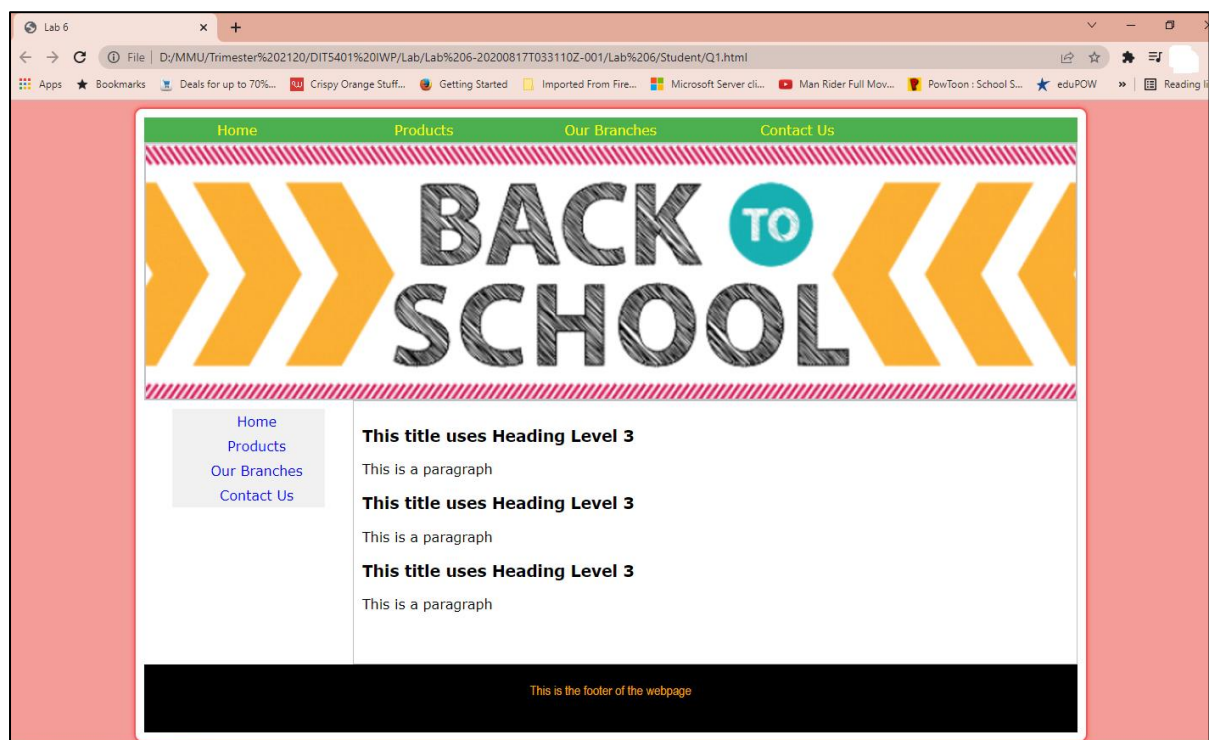 Lab 6
File D:/MMU/Trimester%202120/DIT5401%20IWP/Lab/Lab%206-20200817T033110Z-001/Lab%206/Student/Q1.html
Apps Bookmarks Deals for up to 70%... Crispy Orange Stuff... Getting Started Imported From Fire... Microsoft Server cli... Man Rider Full Mov... PowToon : School S... eduPOW » Reading li
Home Products Our Branches Contact Us
BACK TO
SCHOOL
Home
Products
Our Branches
Contact Us
This title uses Heading Level 3
This is a paragraph
This title uses Heading Level 3
This is a paragraph
This title uses Heading Level 3
This is a paragraph
This is the footer of the webpage